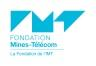 FONDATION
Mines-Télécom
La Fondation de l'IMT